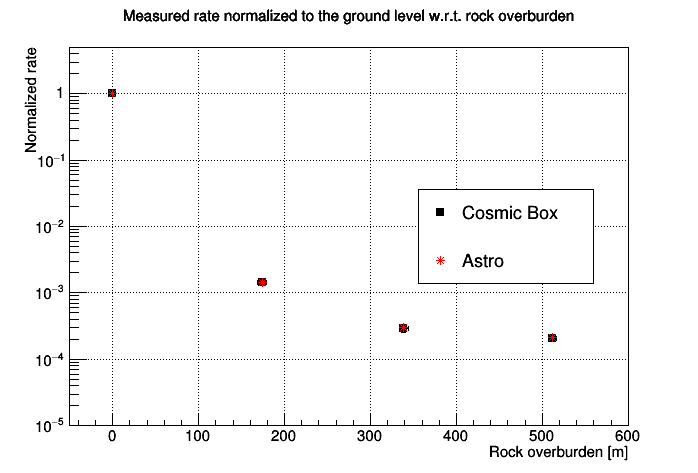 Measured rate normalized to the ground level w.r.t. rock overburden
Normalized rate
1
10⁻¹
10⁻²
10⁻³
10⁻⁴
10⁻⁵
Cosmic Box
Astro
0 100 200 300 400 500 600
Rock overburden [m]